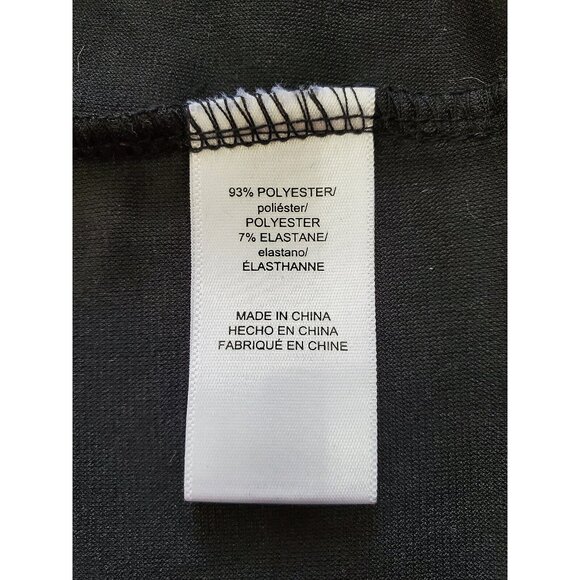 93% POLYESTER/
poliéster/
POLYESTER
7% ELASTANE/
elastano/
ÉLASTHANNE
MADE IN CHINA
HECHO EN CHINA
FABRIQUÉ EN CHINE